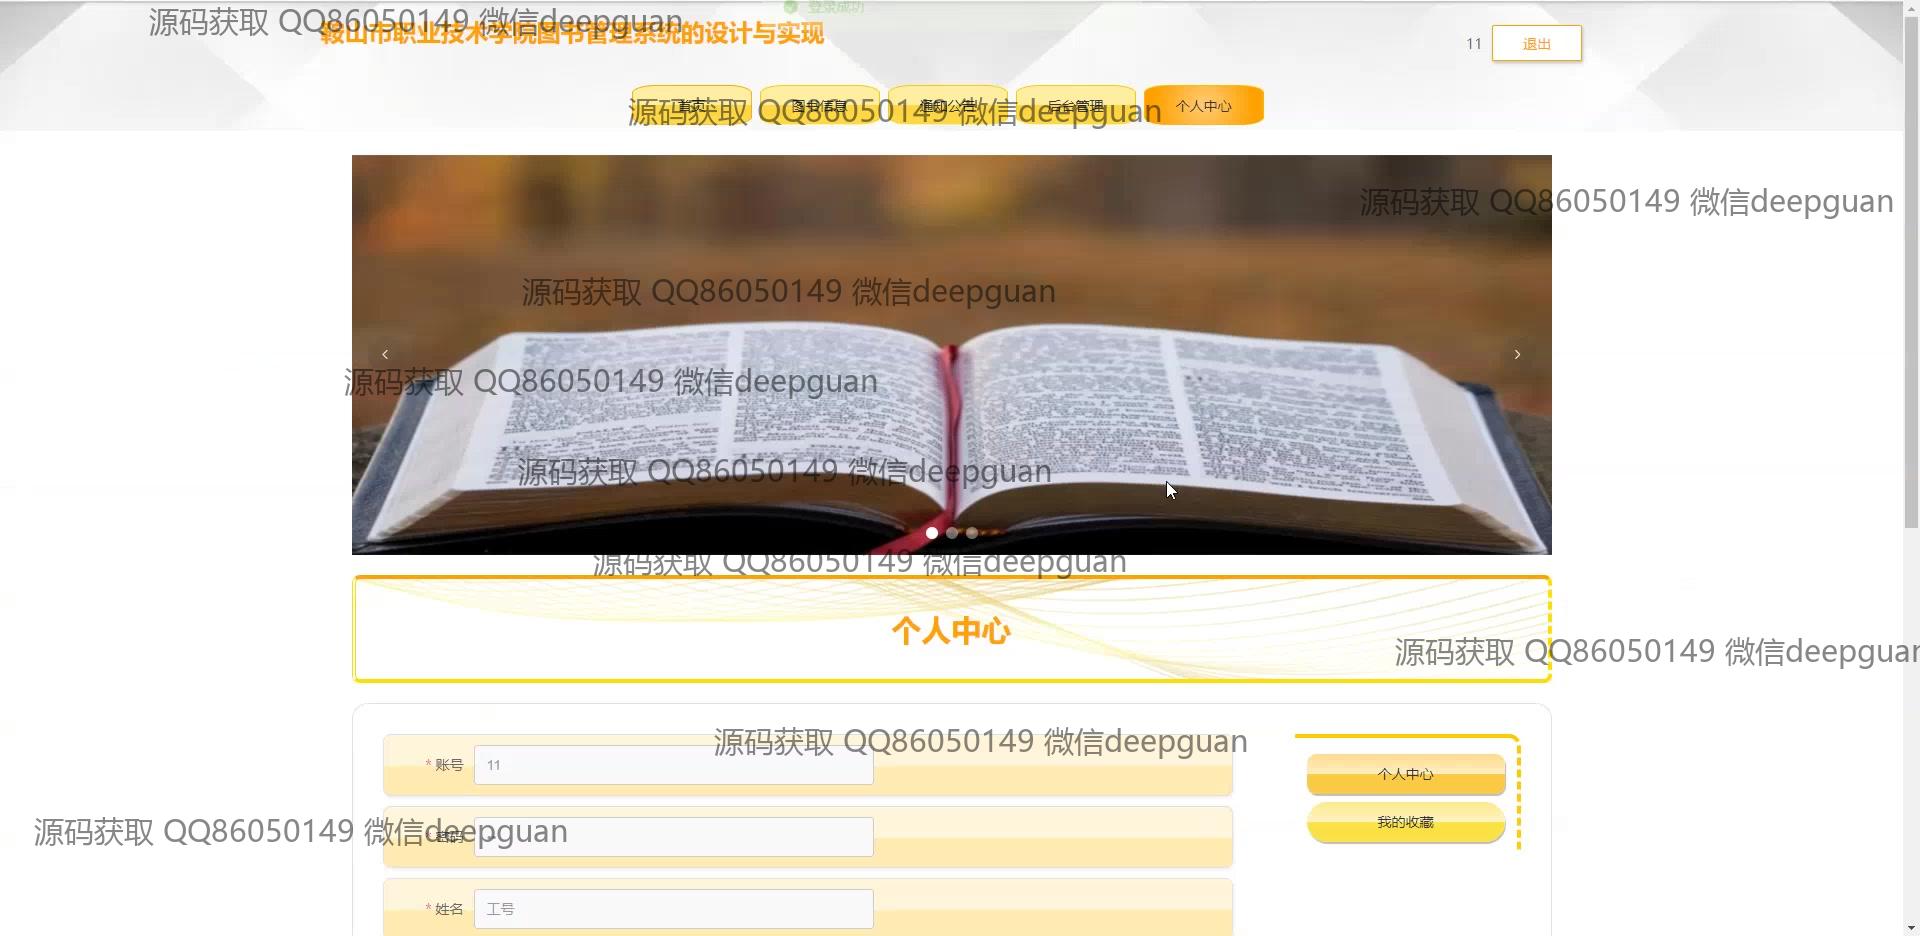 登录成功
源码获取 QQ86050149 微信deepguan
鞍山市职业技术学院图书管理系统的设计与实现
11
退出
首页
图书信息
通知公告
后台管理
个人中心
源码获取 QQ86050149 微信deepguan
源码获取 QQ86050149 微信deepguan
源码获取 QQ86050149 微信deepguan
源码获取 QQ86050149 微信deepguan
源码获取 QQ86050149 微信deepguan
源码获取 QQ86050149 微信deepguan
个人中心
源码获取 QQ86050149 微信deepguan
源码获取 QQ86050149 微信deepguan
* 账号
11
个人中心
我的收藏
源码获取 QQ86050149 微信deepguan
* 密码
* 姓名
工号